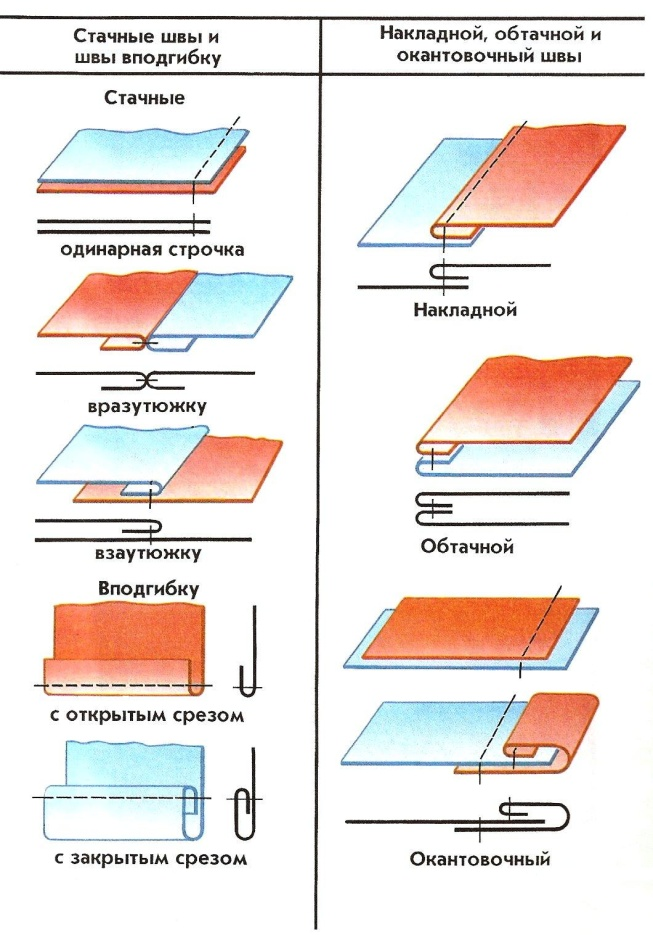 Стачные швы и
швы вподгибку
Стачные
одинарная строчка
вразутюжку
взаутюжку
Вподгибку
с открытым срезом
с закрытым срезом
Накладной, обтачной и
окантовочный швы
Накладной
Обтачной
Окантовочный